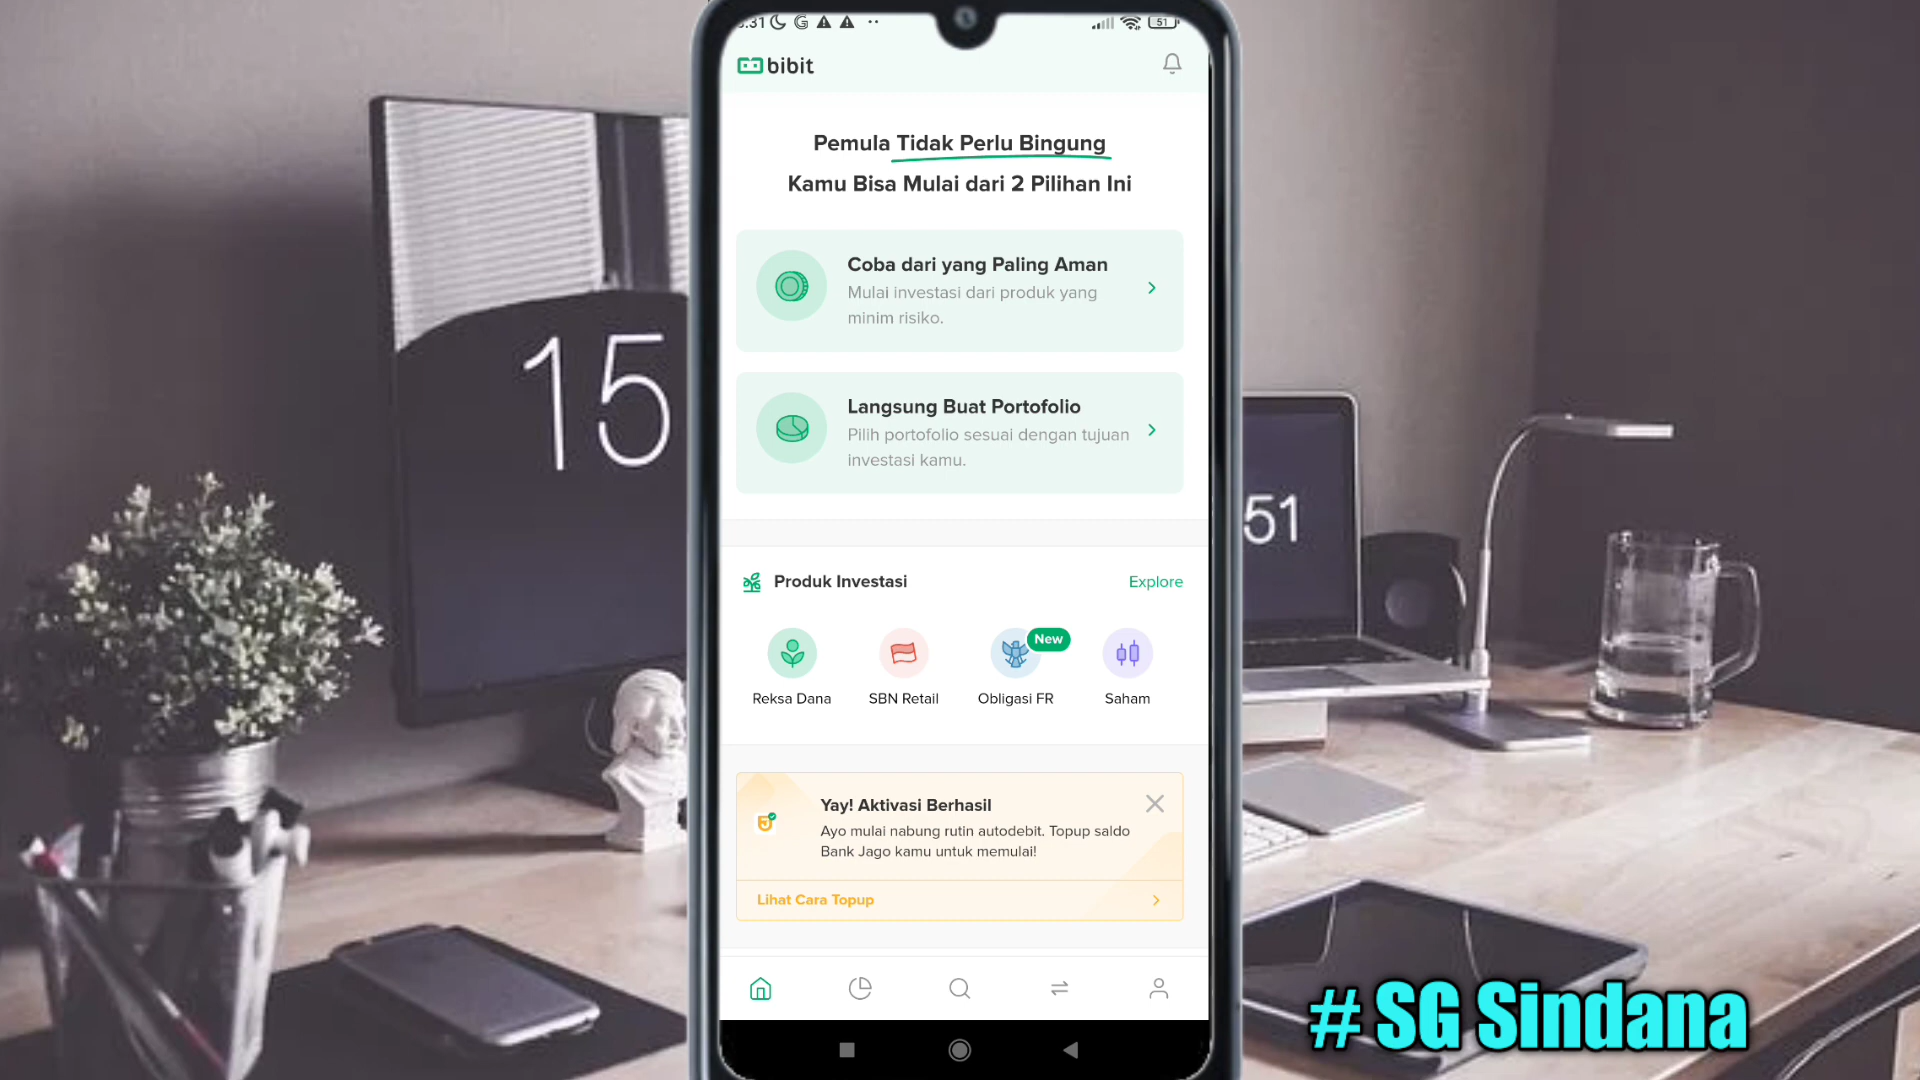 51
bibit
Pemula Tidak Perlu Bingung
Kamu Bisa Mulai dari 2 Pilihan Ini
Coba dari yang Paling Aman
Mulai investasi dari produk yang
minim risiko.
Langsung Buat Portofolio
Pilih portofolio sesuai dengan tujuan
investasi kamu.
15
51
Produk Investasi
Explore
New
Reksa Dana
SBN Retail
Obligasi FR
Saham
Yay! Aktivasi Berhasil
Ayo mulai nabung rutin autodebit. Topup saldo
Bank Jago kamu untuk memulai!
Lihat Cara Topup
# SG Sindana